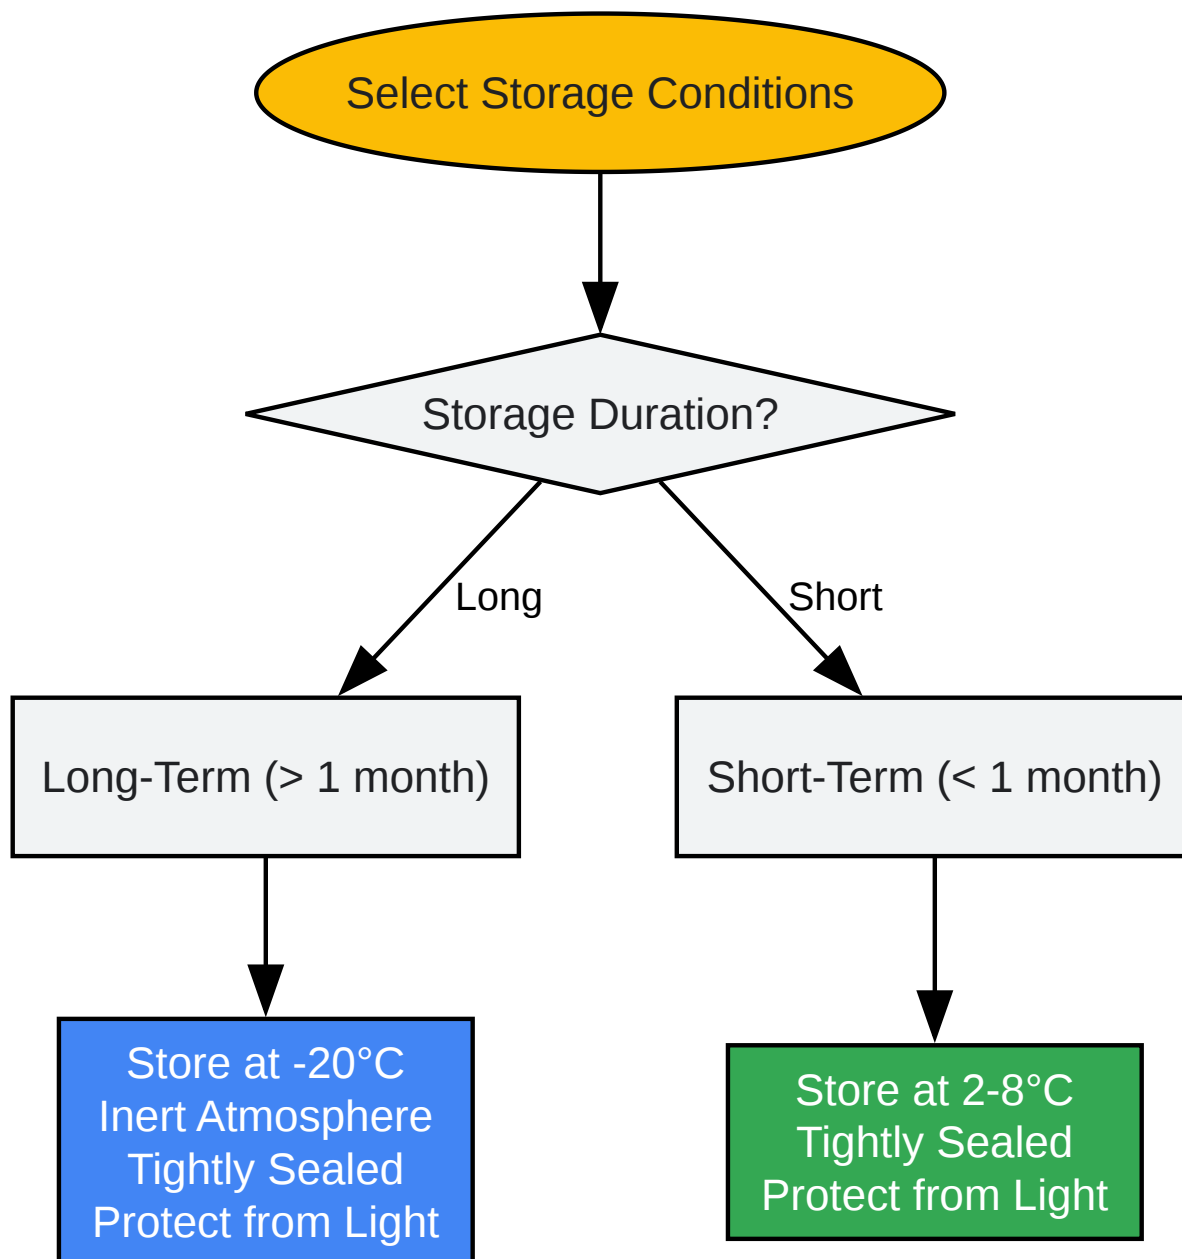 Select Storage Conditions
Storage Duration?
Long
Short
Long-Term (> 1 month)
Short-Term (< 1 month)
Store at -20°C
Inert Atmosphere
Tightly Sealed
Protect from Light
Store at 2-8°C
Tightly Sealed
Protect from Light